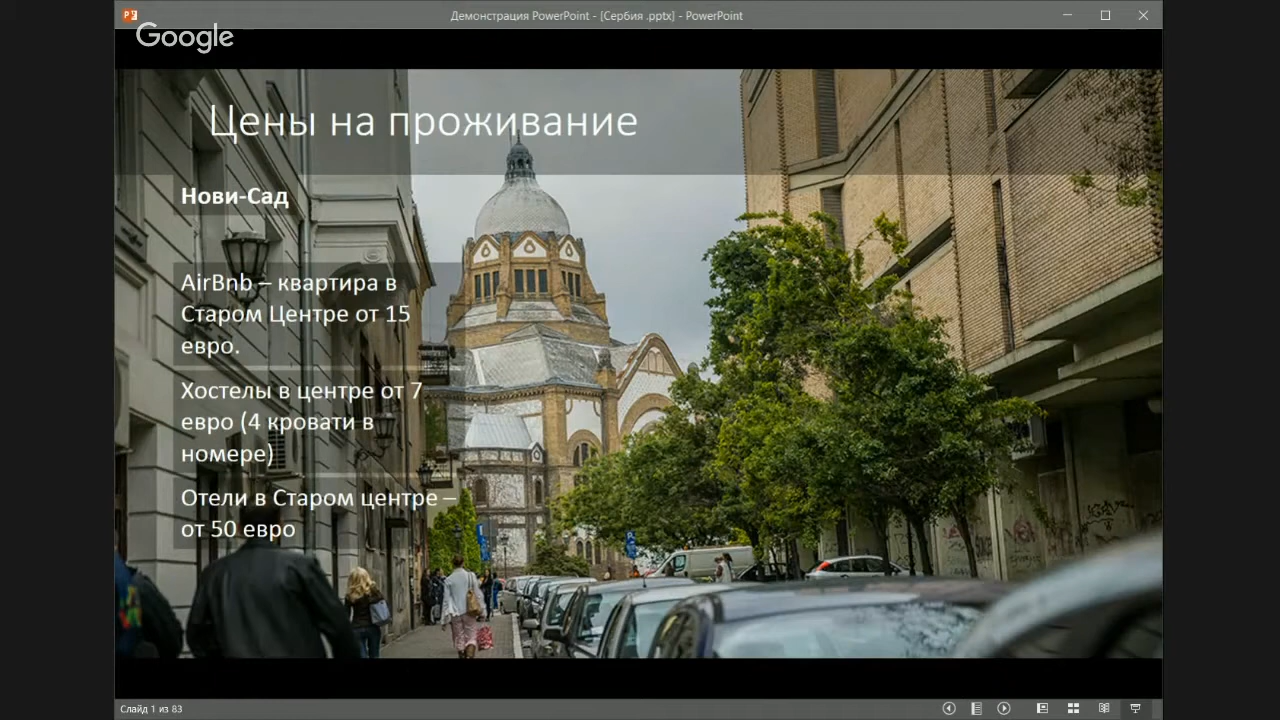 Демонстрация PowerPoint - [Сербия .pptx] - PowerPoint
Google
Цены на проживание
Нови-Сад
AirBnb – квартира в
Старом Центре от 15
евро.
Хостелы в центре от 7
евро (4 кровати в
номере)
Отели в Старом центре –
от 50 евро
Слайд 1 из 83